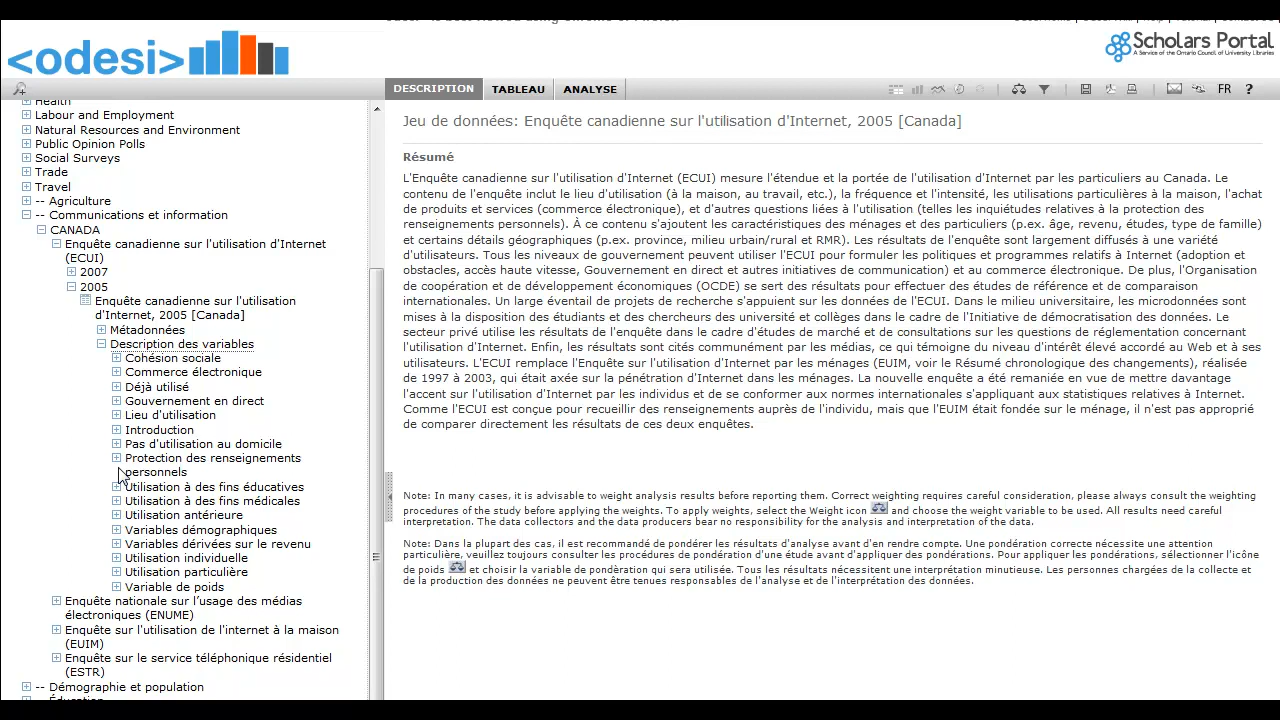 <odesi>
Scholars Portal
A Service of the Ontario Council of University Libraries
DESCRIPTION TABLEAU ANALYSE
FR ?
Health
Labour and Employment
Natural Resources and Environment
Public Opinion Polls
Social Surveys
Trade
Travel
-- Agriculture
-- Communications et information
CANADA
Enquête canadienne sur l'utilisation d'Internet
(ECUI)
2007
2005
Enquête canadienne sur l'utilisation
d'Internet, 2005 [Canada]
Métadonnées
Description des variables
Cohésion sociale
Commerce électronique
Déjà utilisé
Gouvernement en direct
Lieu d'utilisation
Introduction
Pas d'utilisation au domicile
Protection des renseignements
personnels
Utilisation à des fins éducatives
Utilisation à des fins médicales
Utilisation antérieure
Variables démographiques
Variables dérivées sur le revenu
Utilisation individuelle
Utilisation particulière
Variable de poids
Enquête nationale sur l'usage des médias
électroniques (ENUME)
Enquête sur l'utilisation de l'internet à la maison
(EUIM)
Enquête sur le service téléphonique résidentiel
(ESTR)
-- Démographie et population
Jeu de données: Enquête canadienne sur l'utilisation d'Internet, 2005 [Canada]
Résumé
L'Enquête canadienne sur l'utilisation d'Internet (ECUI) mesure l'étendue et la portée de l'utilisation d'Internet par les particuliers au Canada. Le
contenu de l'enquête inclut le lieu d'utilisation (à la maison, au travail, etc.), la fréquence et l'intensité, les utilisations particulières à la maison, l'achat
de produits et services (commerce électronique), et d'autres questions liées à l'utilisation (telles les inquiétudes relatives à la protection des
renseignements personnels). À ce contenu s'ajoutent les caractéristiques des ménages et des particuliers (p.ex. âge, revenu, études, type de famille)
et certains détails géographiques (p.ex. province, milieu urbain/rural et RMR). Les résultats de l'enquête sont largement diffusés à une variété
d'utilisateurs. Tous les niveaux de gouvernement peuvent utiliser l'ECUI pour formuler les politiques et programmes relatifs à Internet (adoption et
obstacles, accès haute vitesse, Gouvernement en direct et autres initiatives de communication) et au commerce électronique. De plus, l'Organisation
de coopération et de développement économiques (OCDE) se sert des résultats pour effectuer des études de référence et de comparaison
internationales. Un large éventail de projets de recherche s'appuient sur les données de l'ECUI. Dans le milieu universitaire, les microdonnées sont
mises à la disposition des étudiants et des chercheurs des université et collèges dans le cadre de l'Initiative de démocratisation des données. Le
secteur privé utilise les résultats de l'enquête dans le cadre d'études de marché et de consultations sur les questions de réglementation concernant
l'utilisation d'Internet. Enfin, les résultats sont cités communément par les médias, ce qui témoigne du niveau d'intérêt élevé accordé au Web et à ses
utilisateurs. L'ECUI remplace l'Enquête sur l'utilisation d'Internet par les ménages (EUIM, voir le Résumé chronologique des changements), réalisée
de 1997 à 2003, qui était axée sur la pénétration d'Internet dans les ménages. La nouvelle enquête a été remaniée en vue de mettre davantage
l'accent sur l'utilisation d'Internet par les individus et de se conformer aux normes internationales s'appliquant aux statistiques relatives à Internet.
Comme l'ECUI est conçue pour recueillir des renseignements auprès de l'individu, mais que l'EUIM était fondée sur le ménage, il n'est pas approprié
de comparer directement les résultats de ces deux enquêtes.
Note: In many cases, it is advisable to weight analysis results before reporting them. Correct weighting requires careful consideration, please always consult the weighting
procedures of the study before applying the weights. To apply weights, select the Weight icon and choose the weight variable to be used. All results need careful
interpretation. The data collectors and the data producers bear no responsibility for the analysis and interpretation of the data.
Note: Dans la plupart des cas, il est recommandé de pondérer les résultats d'analyse avant d'en rendre compte. Une pondération correcte nécessite une attention
particulière, veuillez toujours consulter les procédures de pondération d'une étude avant d'appliquer des pondérations. Pour appliquer les pondérations, sélectionner l'icône
de poids et choisir la variable de pondèration qui sera utilisée. Tous les résultats nécessitent une interprétation minutieuse. Les personnes chargées de la collecte et
de la production des données ne peuvent être tenues responsables de l'analyse et de l'interprétation des données.